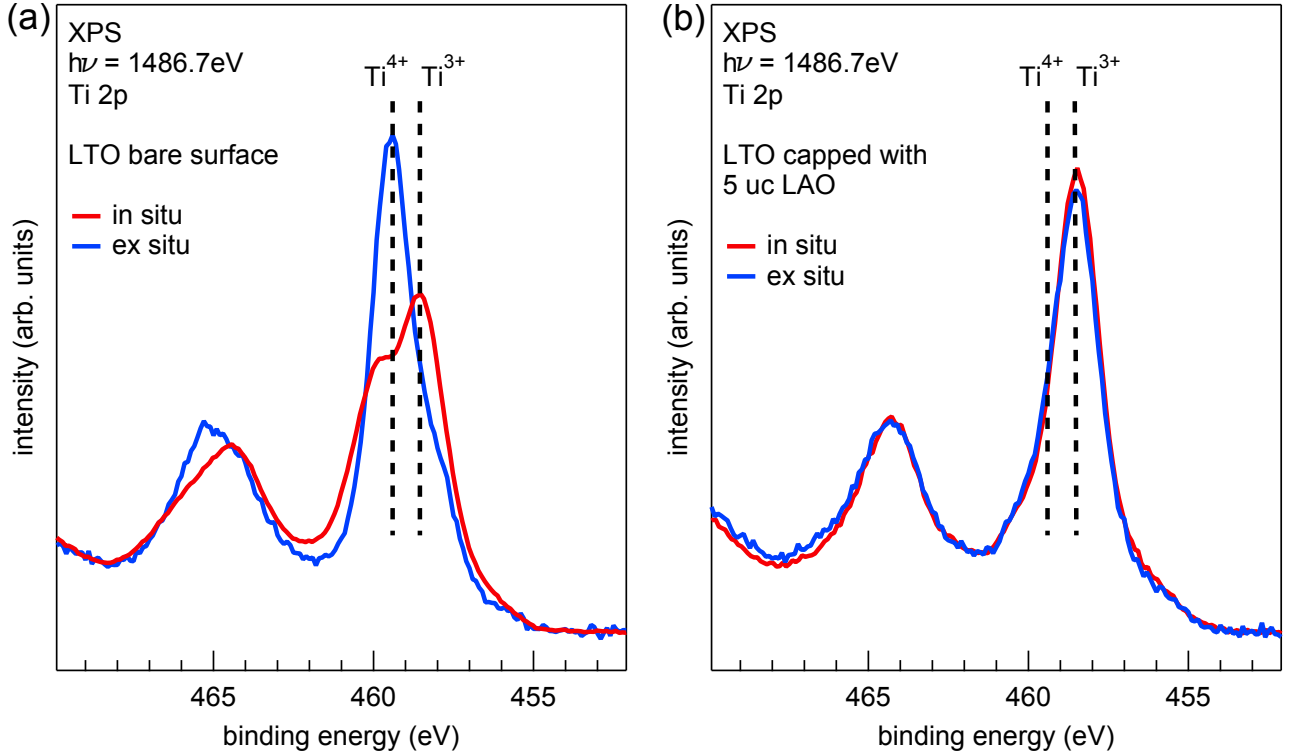 (a)
XPS
hν = 1486.7eV
Ti 2p
Ti4+ Ti3+
LTO bare surface
in situ
ex situ
intensity (arb. units)
465 460 455
binding energy (eV)
(b)
XPS
hν = 1486.7eV
Ti 2p
Ti4+ Ti3+
LTO capped with
5 uc LAO
in situ
ex situ
intensity (arb. units)
465 460 455
binding energy (eV)